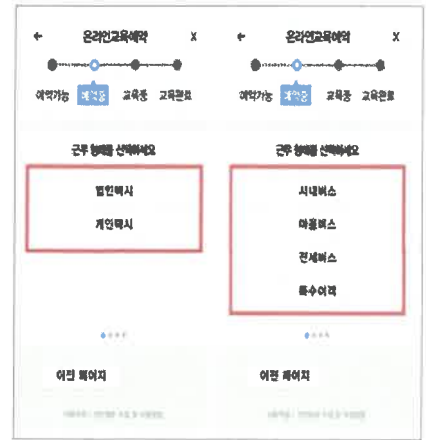 ← 온라인교육예약 X
예약가능 예약중 교육중 교육완료
근무 형태를 선택하세요
법인택시
개인택시
이전 페이지
← 온라인교육예약 X
예약가능 예약중 교육중 교육완료
근무 형태를 선택하세요
시내버스
마을버스
전세버스
특수여객
이전 페이지